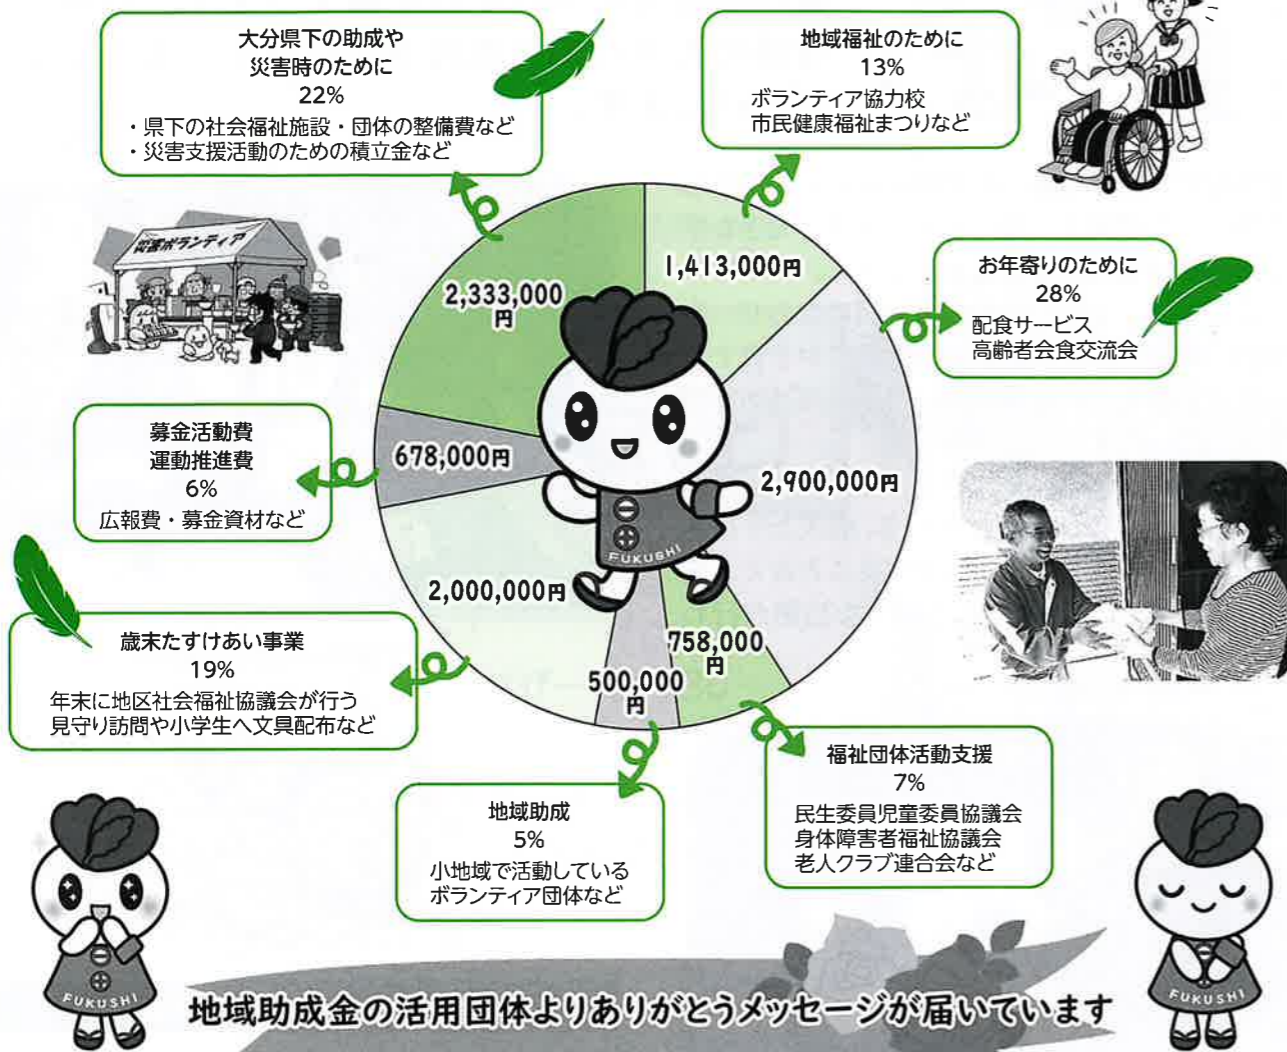 大分県下の助成や
災害時のために
22%
・県下の社会福祉施設・団体の整備費など
・災害支援活動のための積立金など
地域福祉のために
13%
ボランティア協力校
市民健康福祉まつりなど
災害ボランティア
2,333,000
円
1,413,000円
お年寄りのために
28%
配食サービス
高齢者会食交流会
募金活動費
運動推進費
6%
広報費・募金資材など
678,000円
2,900,000円
FUKUSHI
2,000,000円
歳末たすけあい事業
19%
年末に地区社会福祉協議会が行う
見守り訪問や小学生へ文具配布など
758,000
円
500,000
円
地域助成
5%
小地域で活動している
ボランティア団体など
福祉団体活動支援
7%
民生委員児童委員協議会
身体障害者福祉協議会
老人クラブ連合会など
FUKUSHI
FUKUSHI
地域助成金の活用団体よりありがとうメッセージが届いています